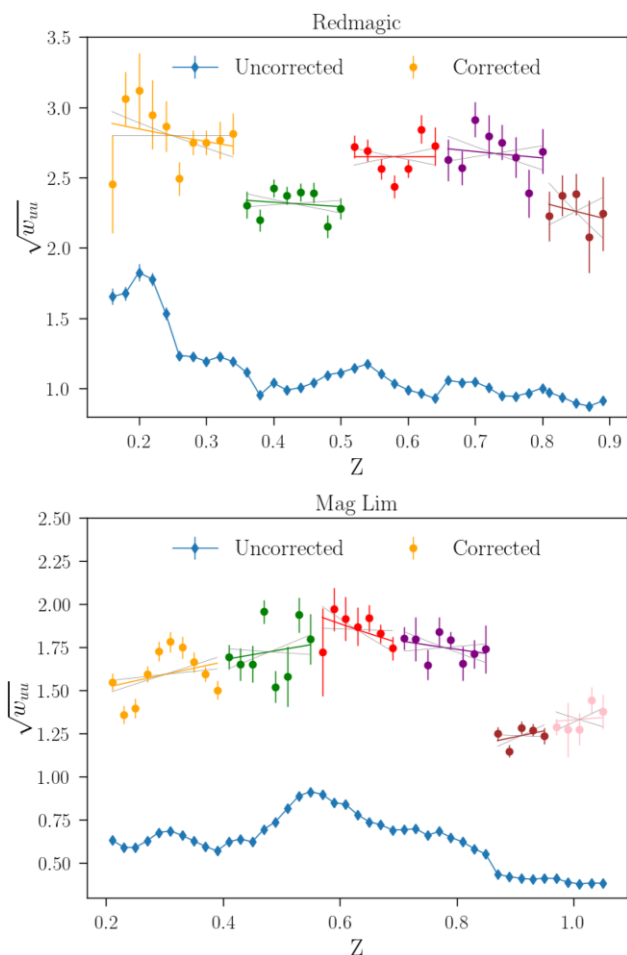 Redmagic
Uncorrected Corrected
3.5
3.0
2.5
2.0
1.5
1.0
√w_uu
0.2 0.3 0.4 0.5 0.6 0.7 0.8 0.9
Z
Mag Lim
Uncorrected Corrected
2.50
2.25
2.00
1.75
1.50
1.25
1.00
0.75
0.50
√w_uu
0.2 0.4 0.6 0.8 1.0
Z